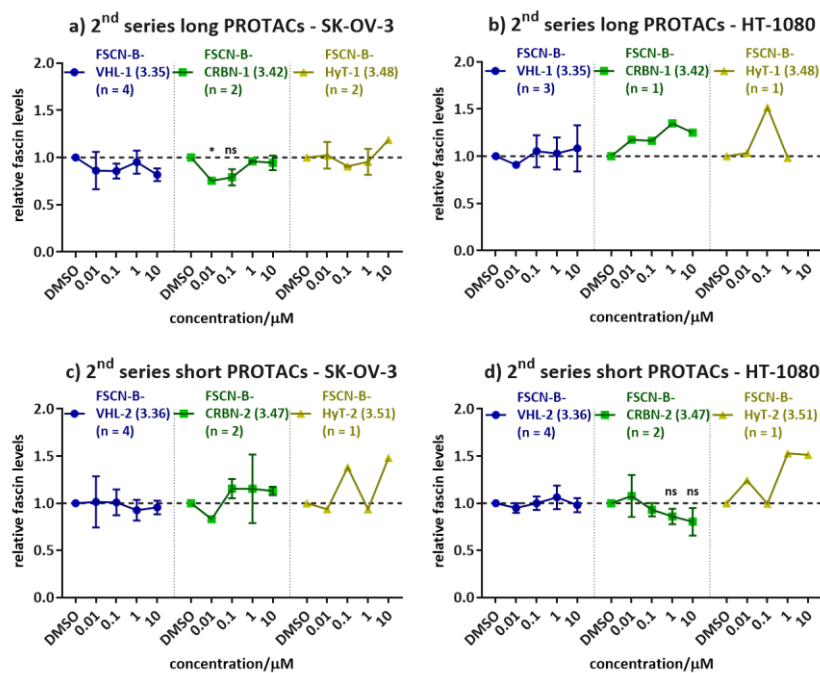 a) 2nd series long PROTACs - SK-OV-3
FSCN-B-
VHL-1 (3.35)
(n = 4)
FSCN-B-
CRBN-1 (3.42)
(n = 2)
FSCN-B-
HyT-1 (3.48)
(n = 2)
relative fascin levels
2.0
1.5
1.0
0.5
0.0
* ns
DMSO 0.01 0.1 1 10 DMSO 0.01 0.1 1 10 DMSO 0.01 0.1 1 10
concentration/μM
b) 2nd series long PROTACs - HT-1080
FSCN-B-
VHL-1 (3.35)
(n = 3)
FSCN-B-
CRBN-1 (3.42)
(n = 1)
FSCN-B-
HyT-1 (3.48)
(n = 1)
relative fascin levels
2.0
1.5
1.0
0.5
0.0
DMSO 0.01 0.1 1 10 DMSO 0.01 0.1 1 10 DMSO 0.01 0.1 1 10
concentration/μM
c) 2nd series short PROTACs - SK-OV-3
FSCN-B-
VHL-2 (3.36)
(n = 4)
FSCN-B-
CRBN-2 (3.47)
(n = 2)
FSCN-B-
HyT-2 (3.51)
(n = 1)
relative fascin levels
2.0
1.5
1.0
0.5
0.0
DMSO 0.01 0.1 1 10 DMSO 0.01 0.1 1 10 DMSO 0.01 0.1 1 10
concentration/μM
d) 2nd series short PROTACs - HT-1080
FSCN-B-
VHL-2 (3.36)
(n = 4)
FSCN-B-
CRBN-2 (3.47)
(n = 2)
FSCN-B-
HyT-2 (3.51)
(n = 1)
relative fascin levels
2.0
1.5
1.0
0.5
0.0
ns ns
DMSO 0.01 0.1 1 10 DMSO 0.01 0.1 1 10 DMSO 0.01 0.1 1 10
concentration/μM